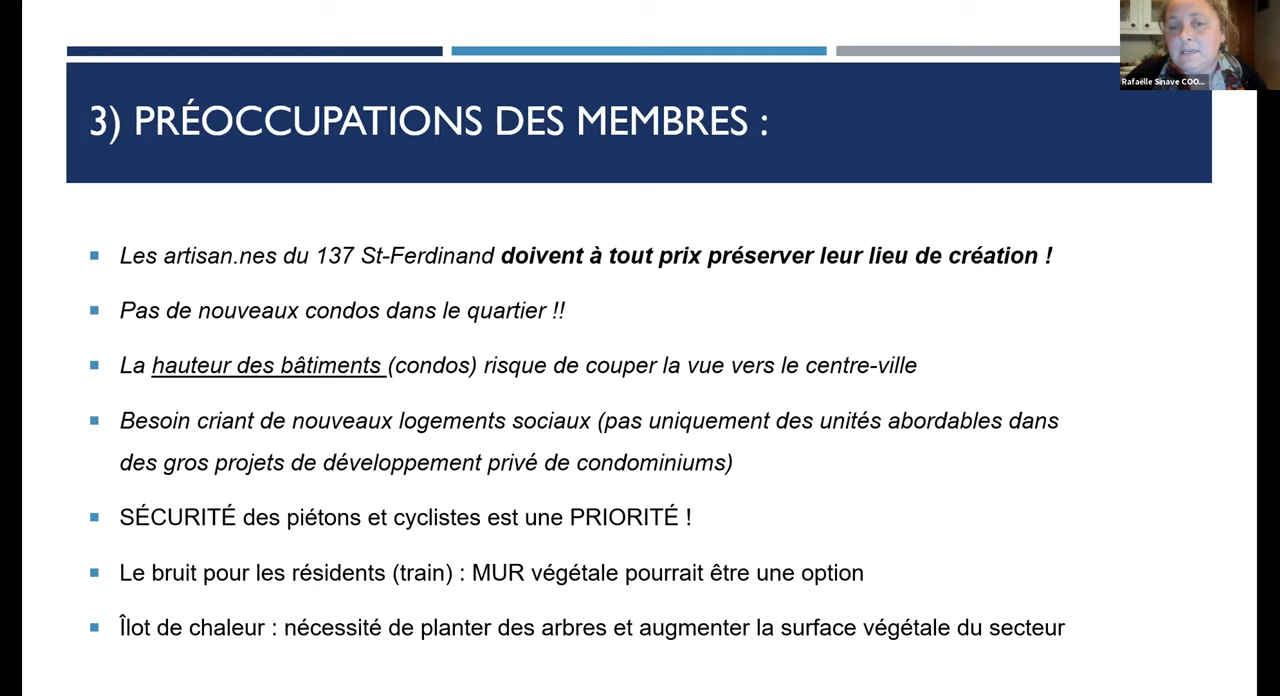 Rafaëlle Sinave COO...
3) PRÉOCCUPATIONS DES MEMBRES :
Les artisan.nes du 137 St-Ferdinand doivent à tout prix préserver leur lieu de création !
Pas de nouveaux condos dans le quartier !!
La hauteur des bâtiments (condos) risque de couper la vue vers le centre-ville
Besoin criant de nouveaux logements sociaux (pas uniquement des unités abordables dans
des gros projets de développement privé de condominiums)
SÉCURITÉ des piétons et cyclistes est une PRIORITÉ !
Le bruit pour les résidents (train) : MUR végétale pourrait être une option
Îlot de chaleur : nécessité de planter des arbres et augmenter la surface végétale du secteur